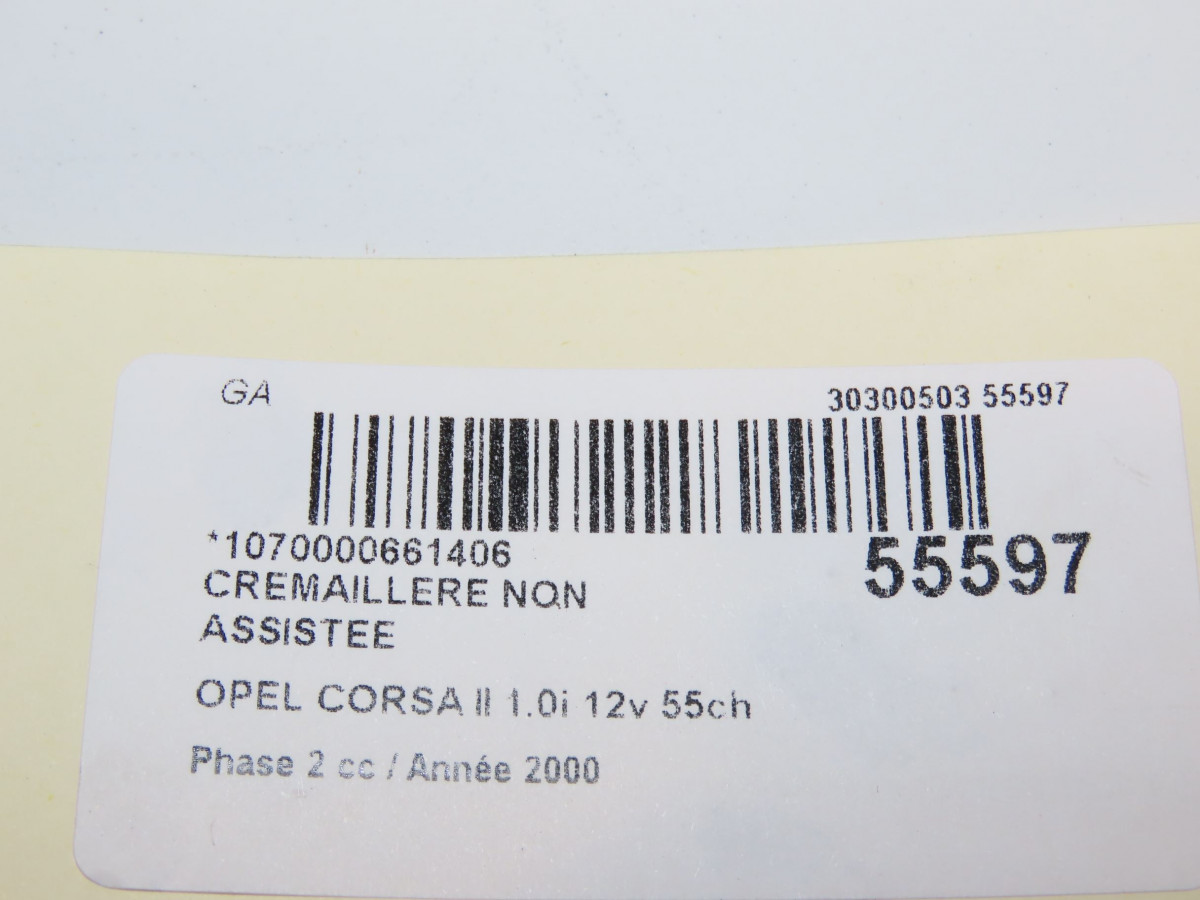 GA
30300503 55597
*1070000661406
55597
CREMAILLERE NON
ASSISTEE
OPEL CORSA II 1.0i 12v 55ch
Phase 2 cc / Année 2000